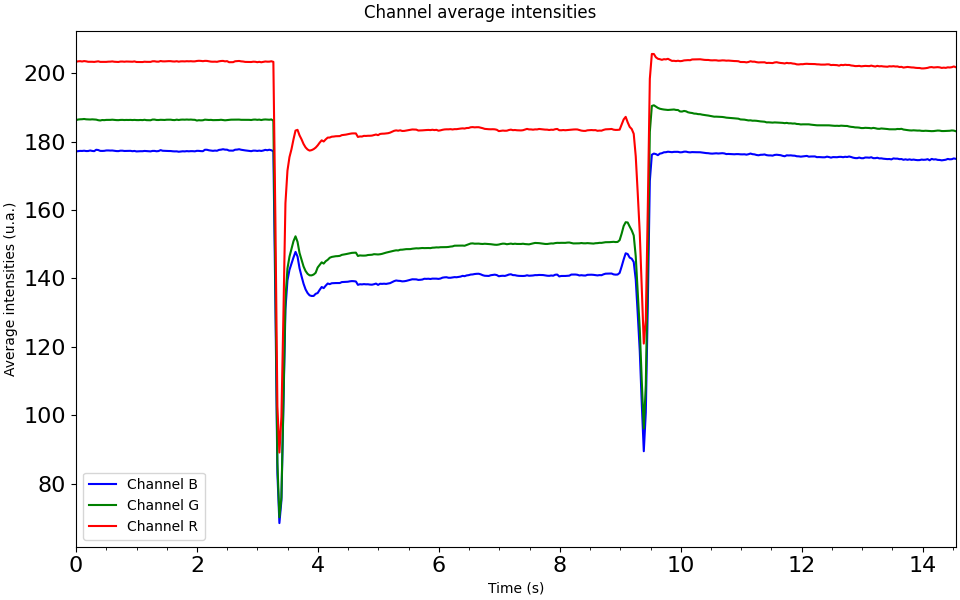 Channel average intensities
Average intensities (u.a.)
200
180
160
140
120
100
80
Channel B
Channel G
Channel R
0 2 4 6 8 10 12 14
Time (s)